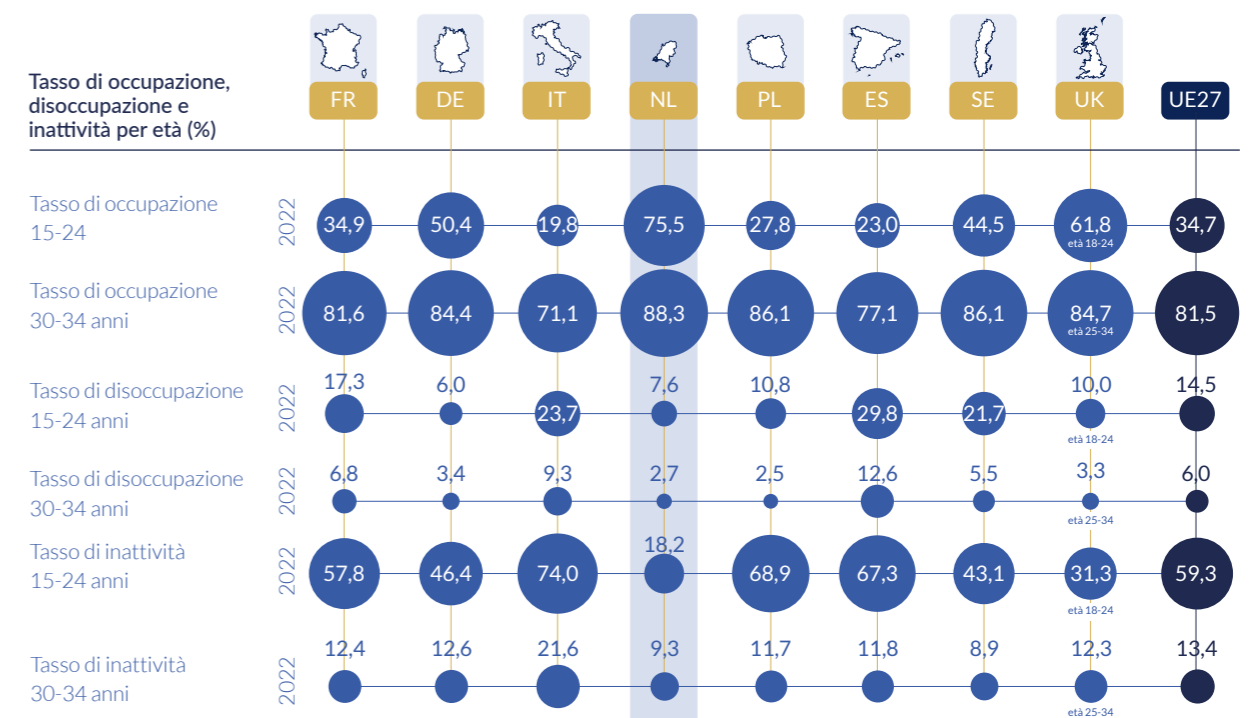 Tasso di occupazione,
disoccupazione e
inattività per età (%)
FR DE IT NL PL ES SE UK UE27
Tasso di occupazione
15-24
2022
34,9 50,4 19,8 75,5 27,8 23,0 44,5 61,8 34,7
età 18-24
Tasso di occupazione
30-34 anni
2022
81,6 84,4 71,1 88,3 86,1 77,1 86,1 84,7 81,5
età 25-34
Tasso di disoccupazione
15-24 anni
2022
17,3 6,0 23,7 7,6 10,8 29,8 21,7 10,0 14,5
età 18-24
Tasso di disoccupazione
30-34 anni
2022
6,8 3,4 9,3 2,7 2,5 12,6 5,5 3,3 6,0
età 25-34
Tasso di inattività
15-24 anni
2022
57,8 46,4 74,0 18,2 68,9 67,3 43,1 31,3 59,3
età 18-24
Tasso di inattività
30-34 anni
2022
12,4 12,6 21,6 9,3 11,7 11,8 8,9 12,3 13,4
età 25-34